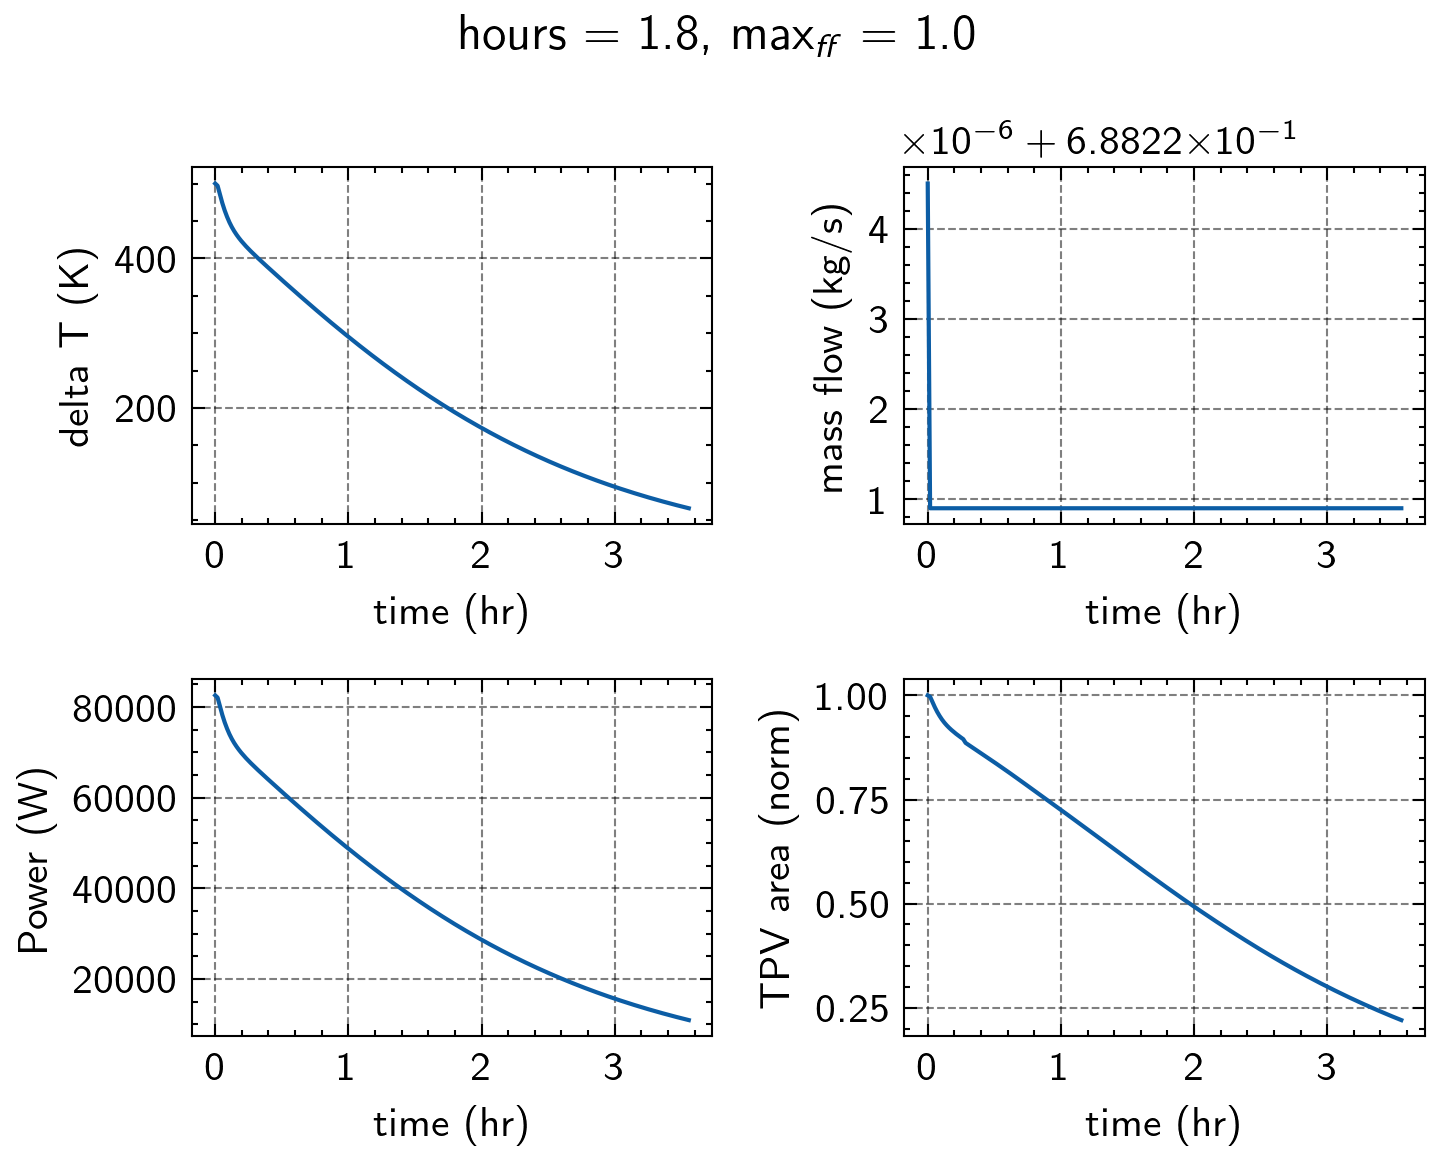 hours = 1.8, max_ff = 1.0
delta T (K)
400
200
0 1 2 3
time (hr)
×10⁻⁶ + 6.8822×10⁻¹
mass flow (kg/s)
4
3
2
1
0 1 2 3
time (hr)
Power (W)
80000
60000
40000
20000
0 1 2 3
time (hr)
TPV area (norm)
1.00
0.75
0.50
0.25
0 1 2 3
time (hr)